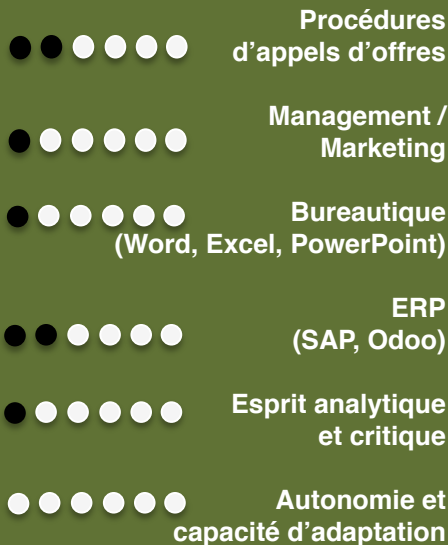 Procédures
d’appels d’offres
Management /
Marketing
Bureautique
(Word, Excel, PowerPoint)
ERP
(SAP, Odoo)
Esprit analytique
et critique
Autonomie et
capacité d’adaptation